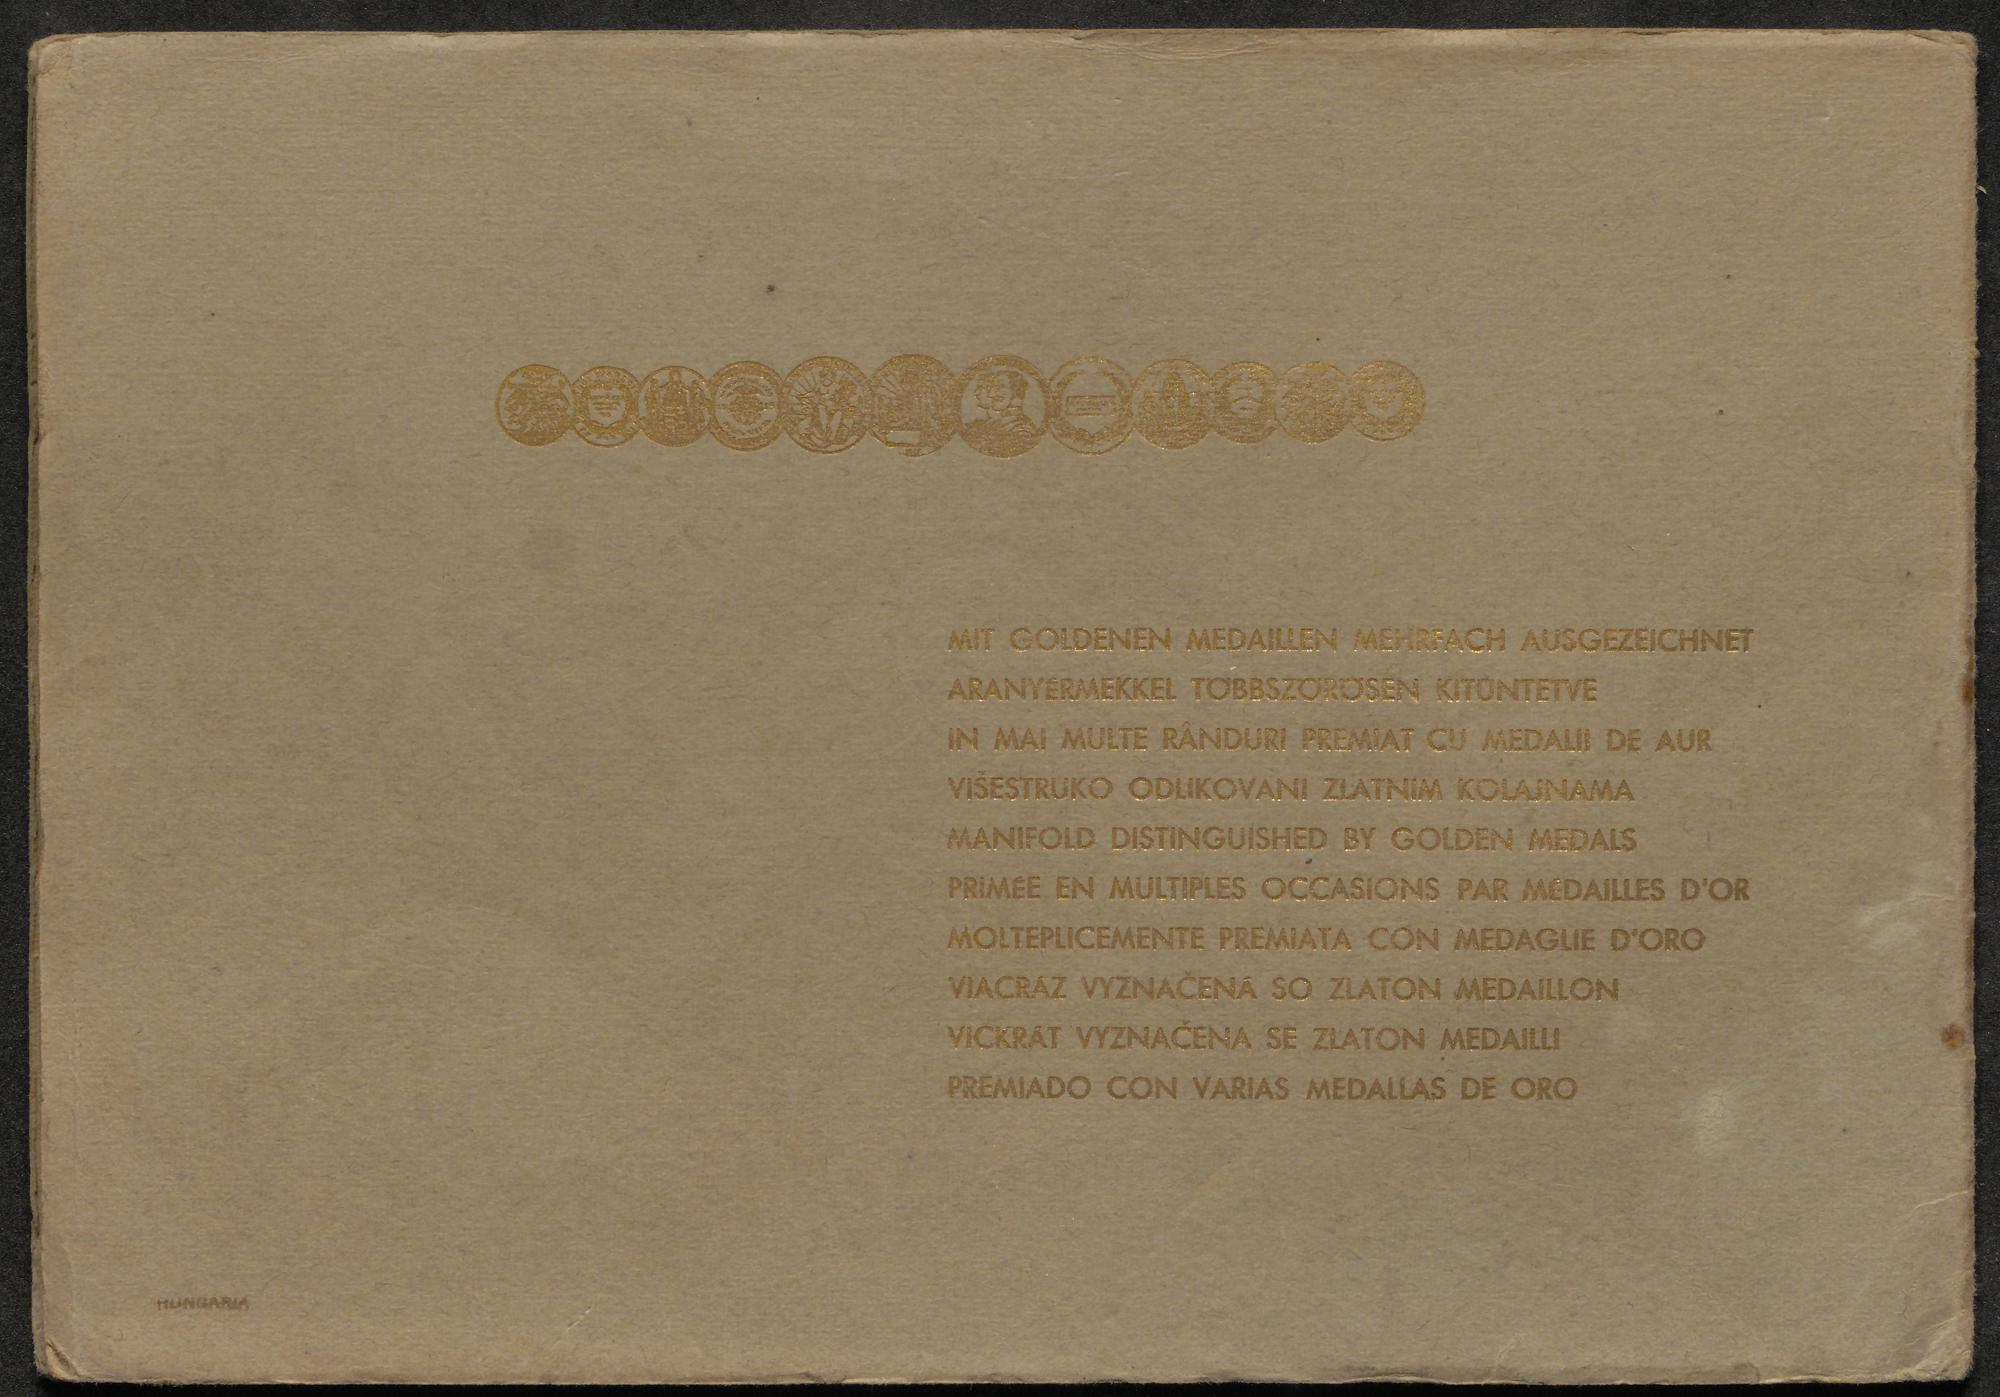 MIT GOLDENEN MEDAILLEN MEHRFACH AUSGEZEICHNET
ARANYÉRMEKKEL TÖBBSZÖRÖSEN KITÜNTETVE
IN MAI MULTE RÂNDURI PREMIAT CU MEDALII DE AUR
VIŠESTRUKO ODLIKOVANI ZLATNIM KOLAJNAMA
MANIFOLD DISTINGUISHED BY GOLDEN MEDALS
PRIMÉE EN MULTIPLES OCCASIONS PAR MÉDAILLES D'OR
MOLTEPLICEMENTE PREMIATA CON MEDAGLIE D'ORO
VIACRÁZ VYZNAČENÁ SO ZLATON MEDAILLON
VICKRÁT VYZNAČENA SE ZLATON MEDAILLI
PREMIADO CON VARIAS MEDALLAS DE ORO
HUNGARIA